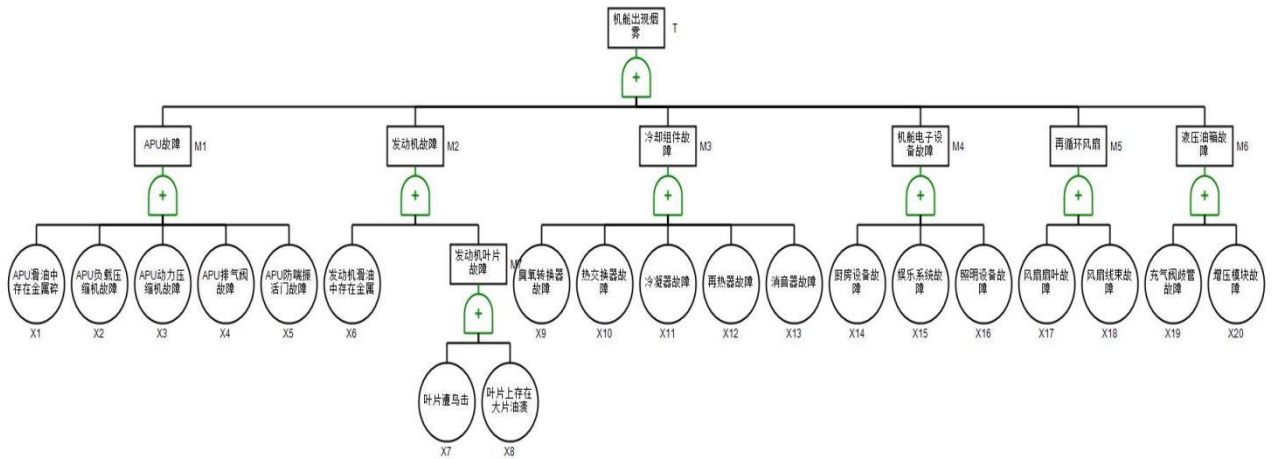 机舱出现烟
雾
T
+
APU故障
M1
发动机故障
M2
冷却组件故
障
M3
机舱电子设
备故障
M4
再循环风扇
M5
液压油箱故
障
M6
+
+
+
+
+
+
APU滑油中
存在金属碎
X1
APU负载压
缩机故障
X2
APU动力压
缩机故障
X3
APU排气阀
故障
X4
APU防喘振
活门故障
X5
发动机滑油
中存在金属
X6
发动机叶片
故障
M7
臭氧转换器
故障
X9
热交换器故
障
X10
冷凝器故障
X11
再热器故障
X12
消音器故障
X13
厨房设备故
障
X14
娱乐系统故
障
X15
照明设备故
障
X16
风扇扇叶故
障
X17
风扇线束故
障
X18
充气阀歧管
故障
X19
增压模块故
障
X20
+
叶片遭鸟击
X7
叶片上存在
大片油渍
X8